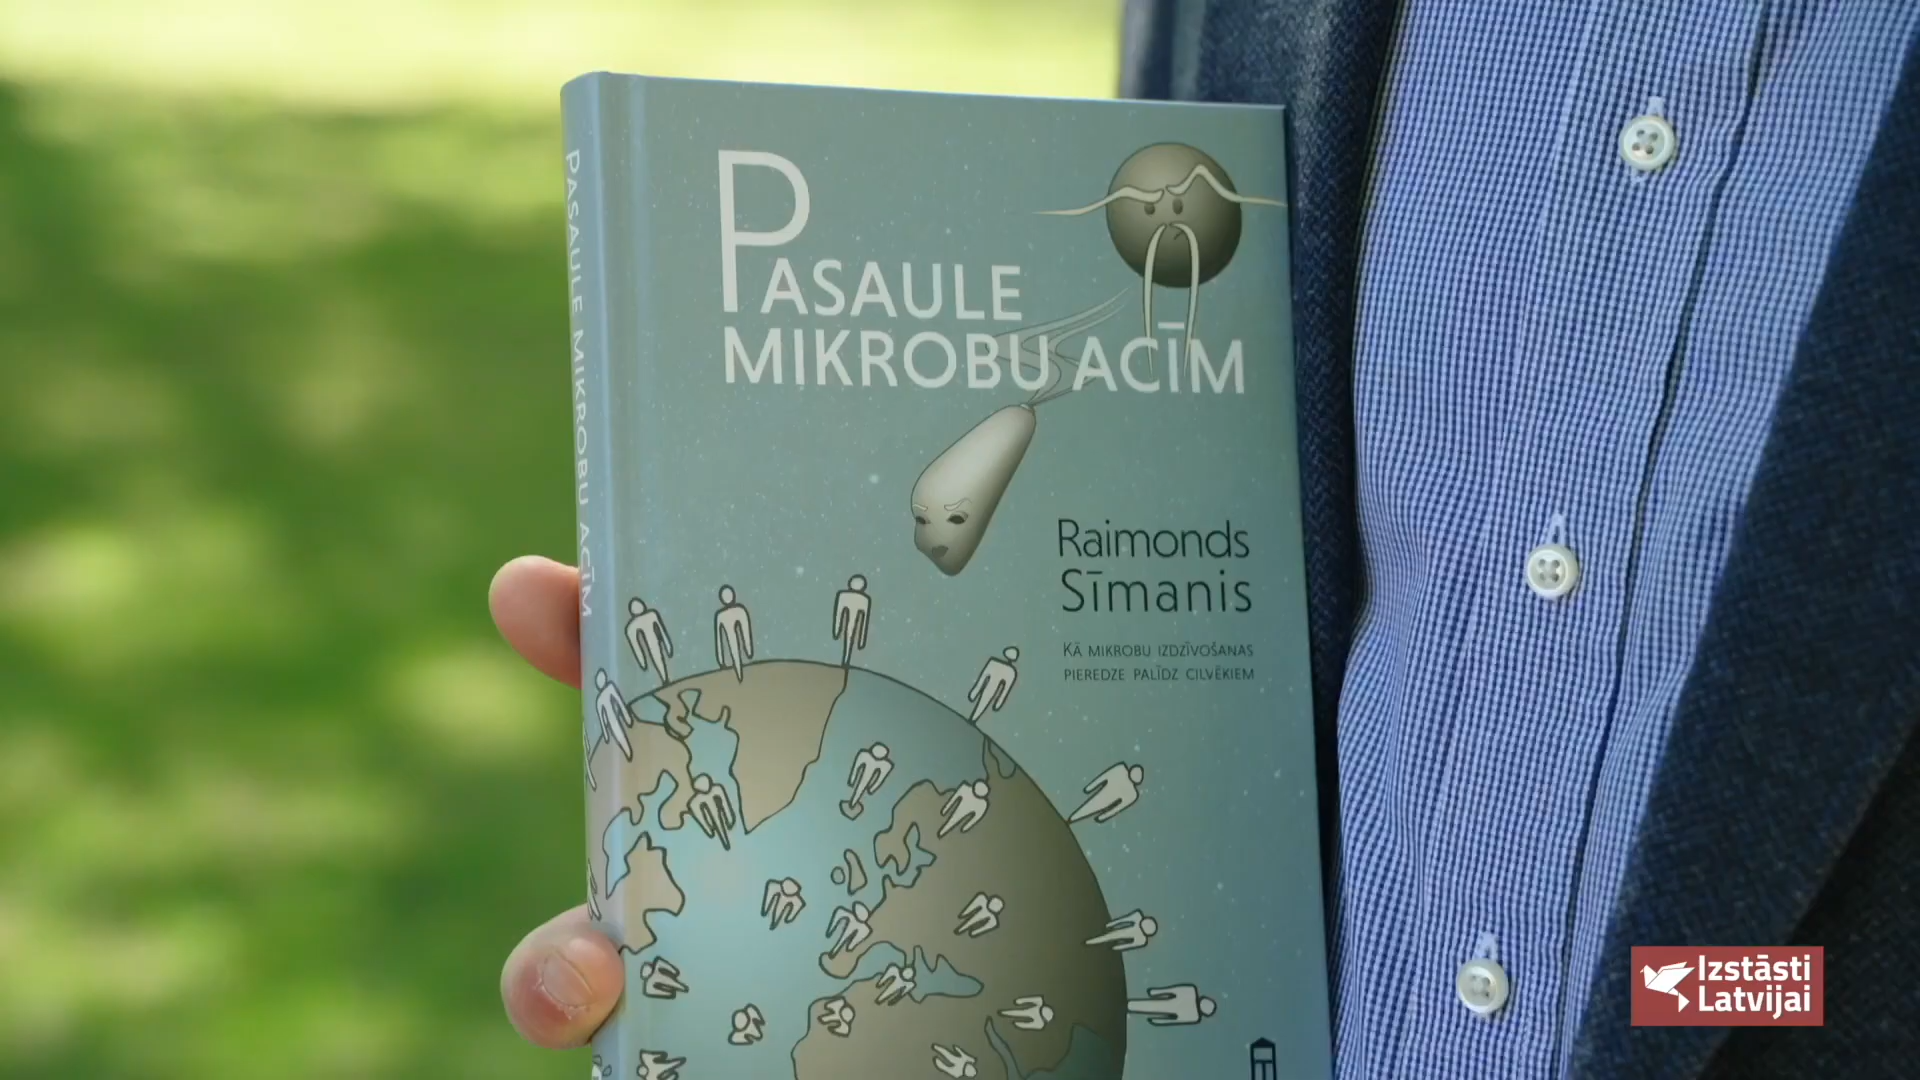 PASAULE MIKROBU ACĪM
PASAULE
MIKROBU ACĪM
Raimonds
Sīmanis
KĀ MIKROBU IZDZĪVOŠANAS
PIEREDZE PALĪDZ CILVĒKIEM
Izstāsti
Latvijai